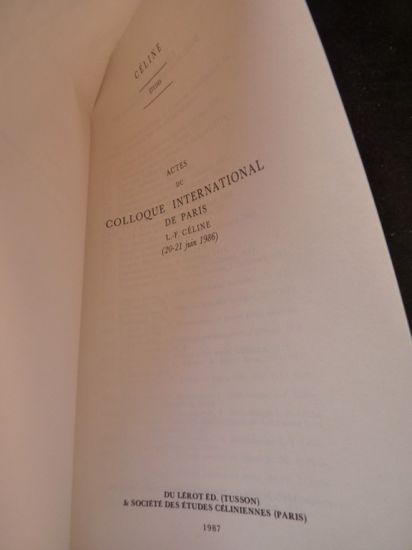 CÉLINE
ACTES
DU
COLLOQUE INTERNATIONAL
DE PARIS
L.-F. CÉLINE
(20-21 juin 1986)
DU LÉROT ÉD. (TUSSON)
& SOCIÉTÉ DES ÉTUDES CÉLINIENNES (PARIS)
1987